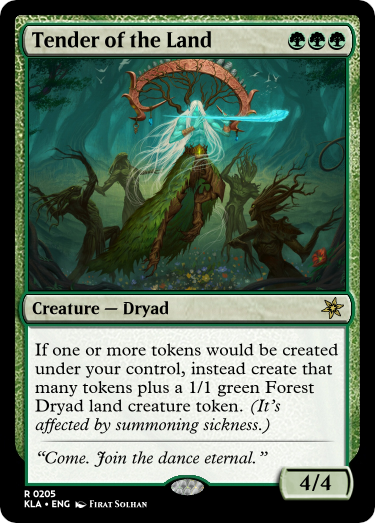 Tender of the Land
Creature — Dryad
If one or more tokens would be created
under your control, instead create that
many tokens plus a 1/1 green Forest
Dryad land creature token. (It's
affected by summoning sickness.)
"Come. Join the dance eternal."
4/4
R 0205
KLA • ENG Firat Solhan